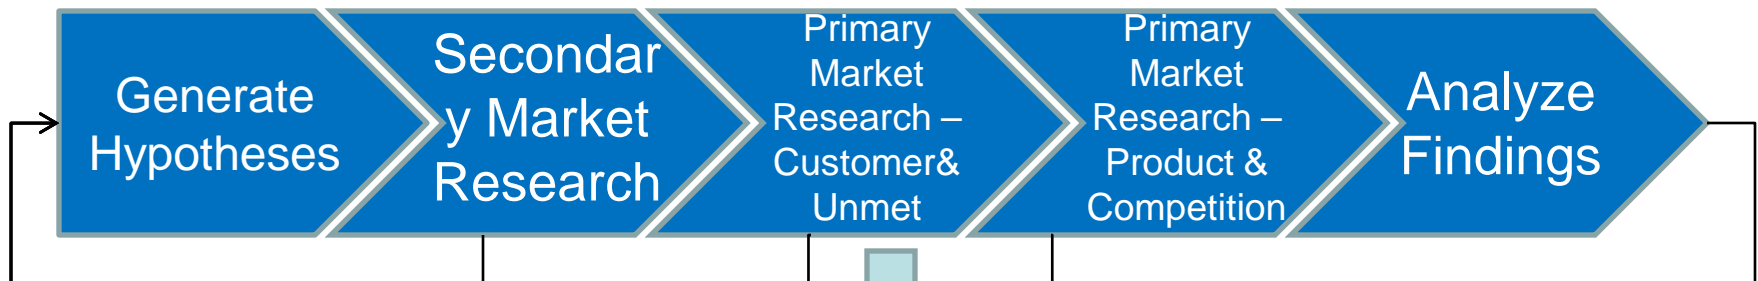 Generate
Hypotheses
Secondar
y Market
Research
Primary
Market
Research –
Customer&
Unmet
Primary
Market
Research –
Product &
Competition
Analyze
Findings